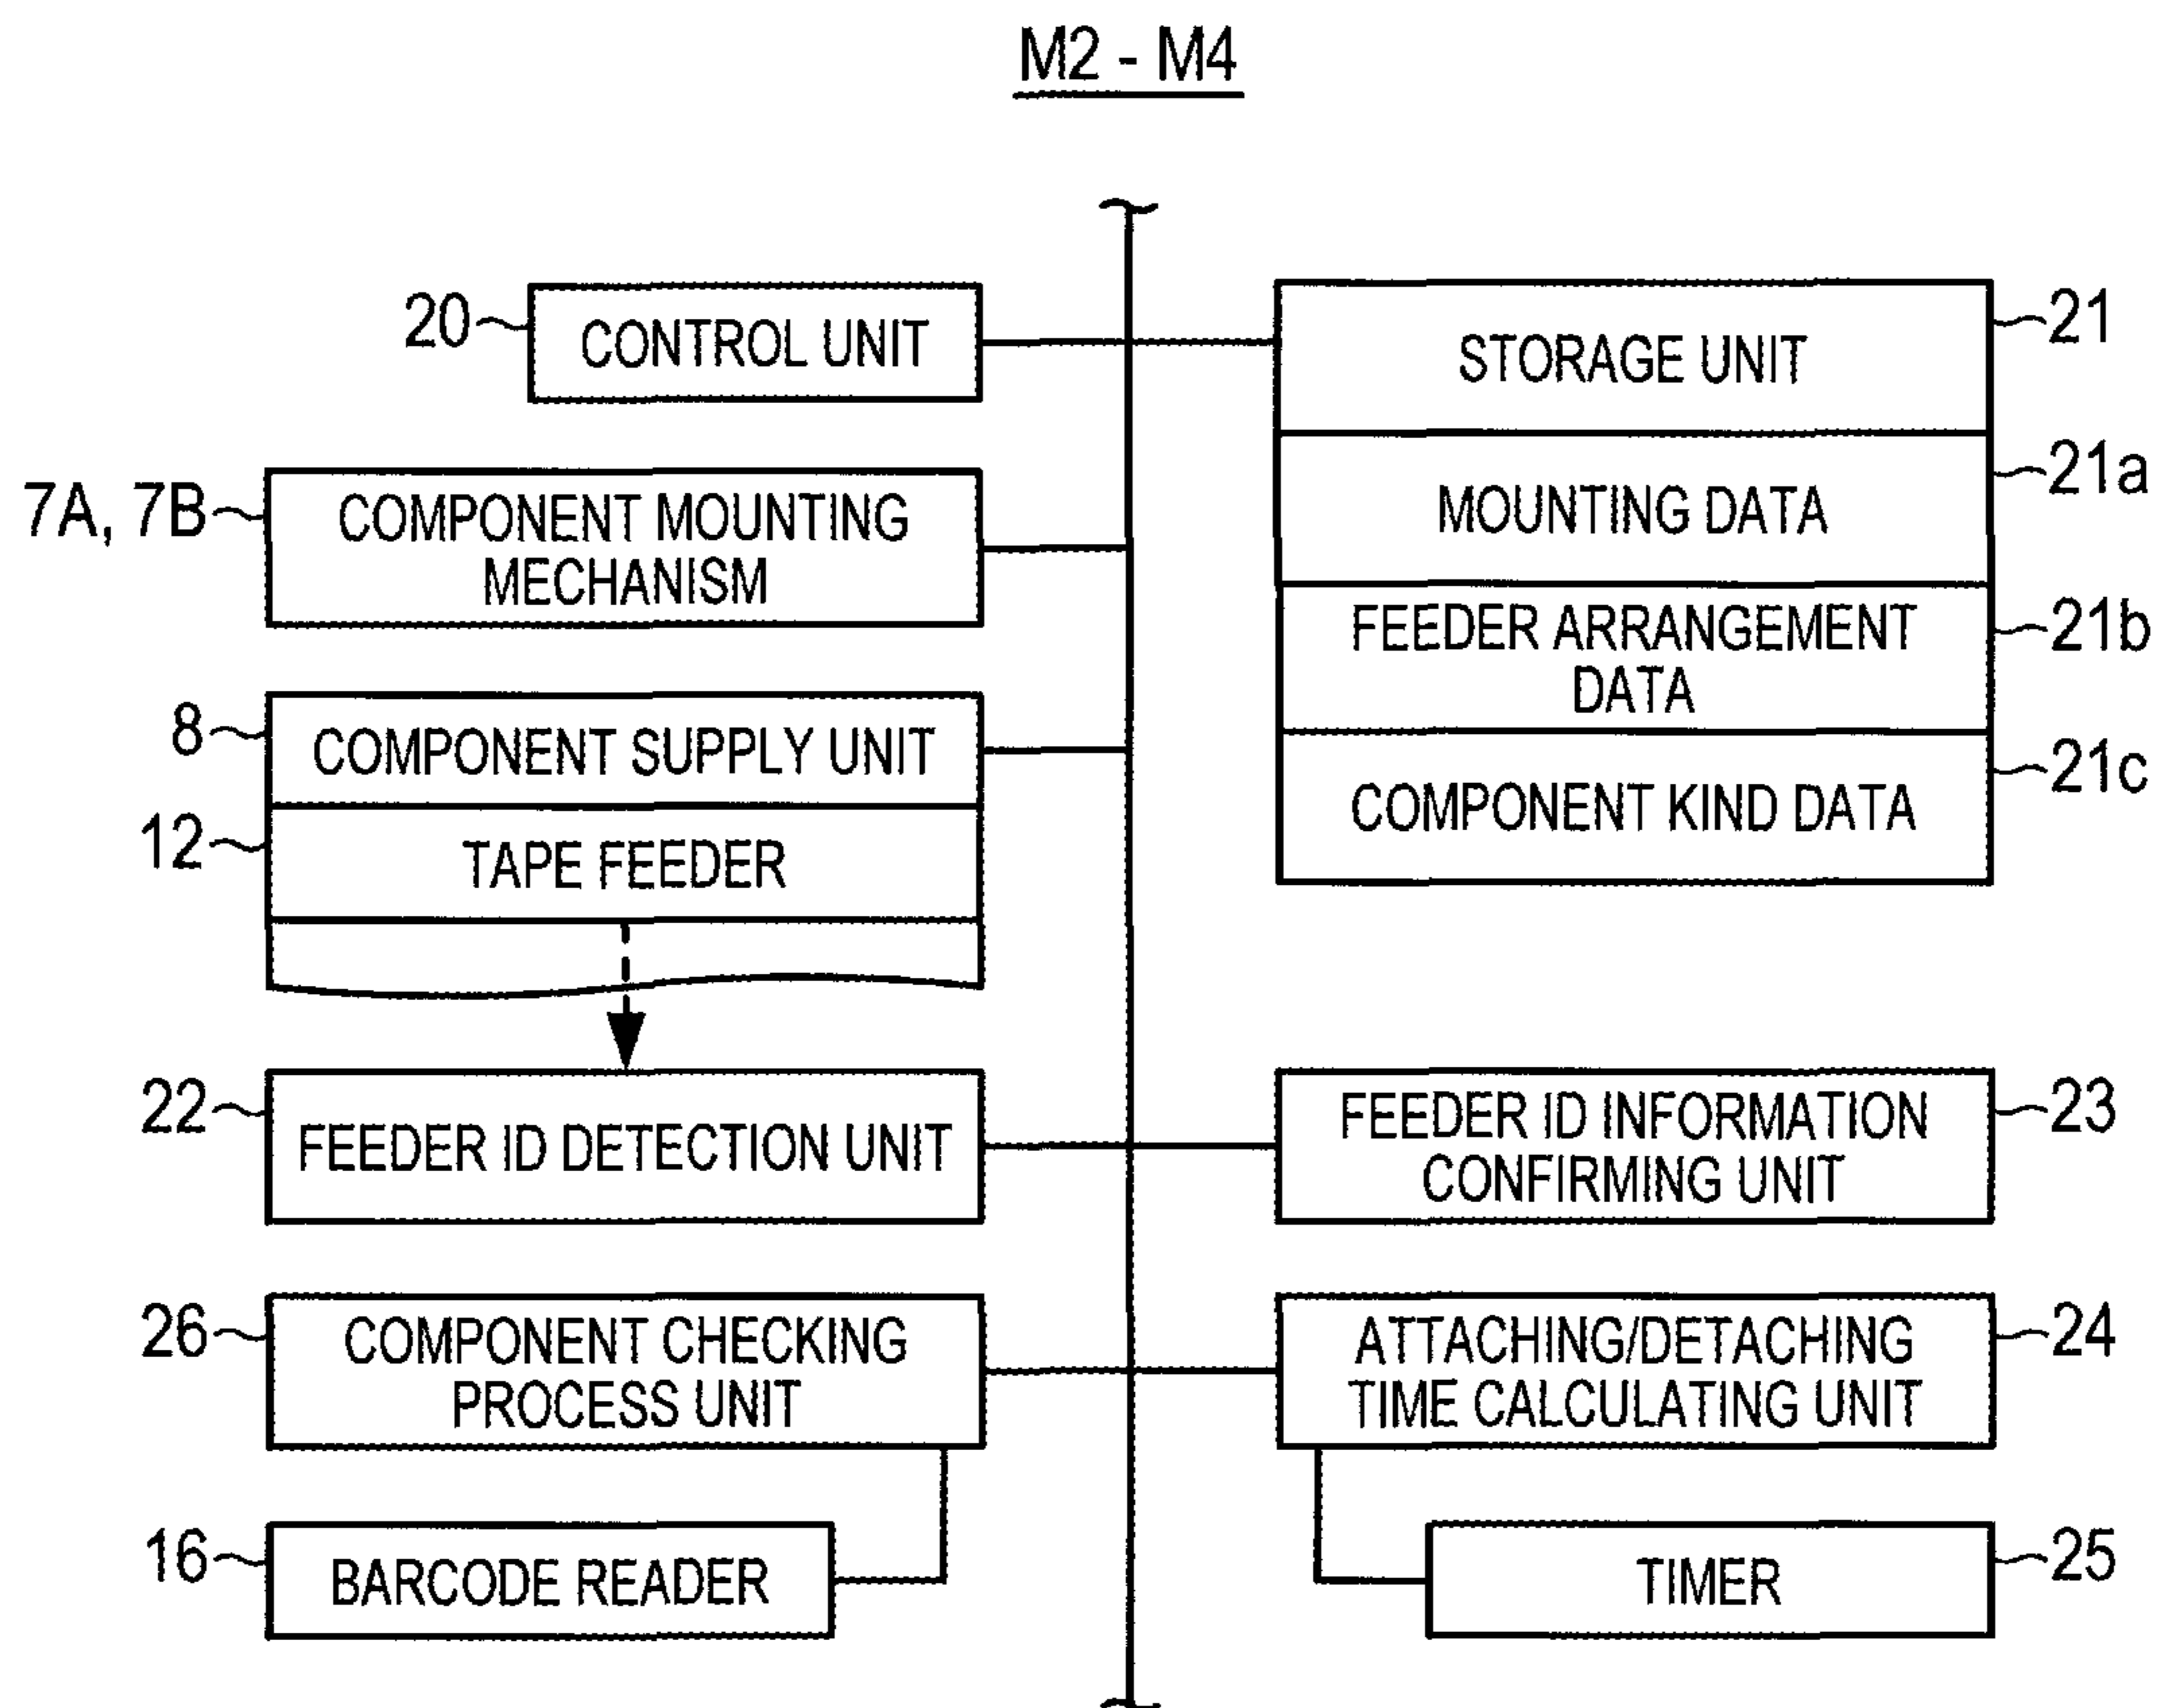 M2 - M4
20
CONTROL UNIT
7A, 7B
COMPONENT MOUNTING
MECHANISM
8
COMPONENT SUPPLY UNIT
12
TAPE FEEDER
22
FEEDER ID DETECTION UNIT
26
COMPONENT CHECKING
PROCESS UNIT
16
BARCODE READER
21
STORAGE UNIT
21a
MOUNTING DATA
21b
FEEDER ARRANGEMENT
DATA
21c
COMPONENT KIND DATA
23
FEEDER ID INFORMATION
CONFIRMING UNIT
24
ATTACHING/DETACHING
TIME CALCULATING UNIT
25
TIMER